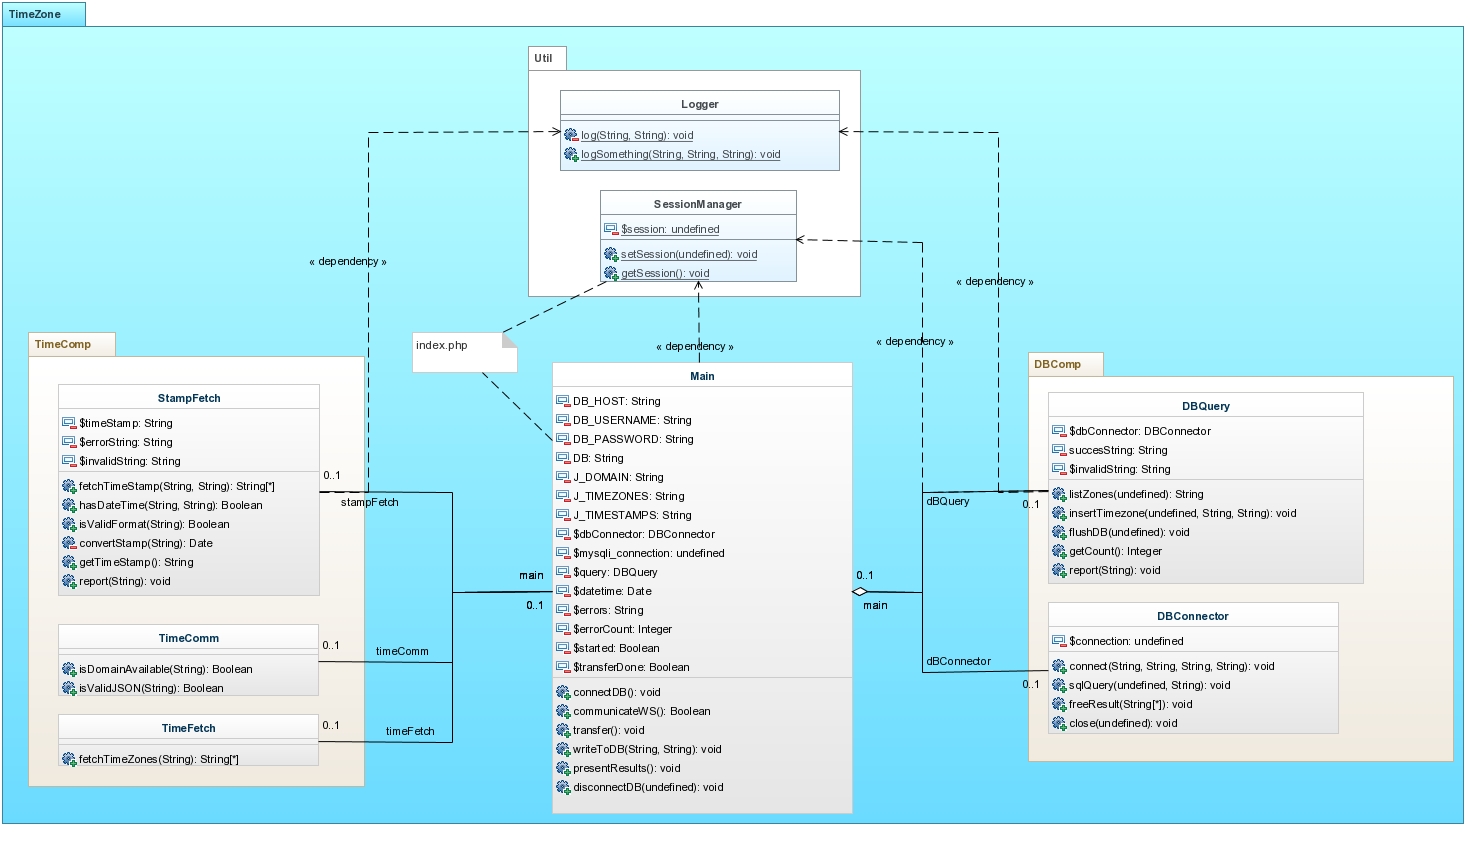 TimeZone
Util
Logger
log(String, String): void
logSomething(String, String, String): void
SessionManager
$session: undefined
setSession(undefined): void
getSession(): void
« dependency »
« dependency »
« dependency »
« dependency »
index.php
TimeComp
StampFetch
$timeStamp: String
$errorString: String
$invalidString: String
fetchTimeStamp(String, String): String[*]
hasDateTime(String, String): Boolean
isValidFormat(String): Boolean
convertStamp(String): Date
getTimeStamp(): String
report(String): void
0..1
stampFetch
TimeComm
isDomainAvailable(String): Boolean
isValidJSON(String): Boolean
0..1
timeComm
TimeFetch
fetchTimeZones(String): String[*]
0..1
timeFetch
main
0..1
Main
DB_HOST: String
DB_USERNAME: String
DB_PASSWORD: String
DB: String
J_DOMAIN: String
J_TIMEZONES: String
J_TIMESTAMPS: String
$dbConnector: DBConnector
$mysqli_connection: undefined
$query: DBQuery
$datetime: Date
$errors: String
$errorCount: Integer
$started: Boolean
$transferDone: Boolean
connectDB(): void
communicateWS(): Boolean
transfer(): void
writeToDB(String, String): void
presentResults(): void
disconnectDB(undefined): void
0..1
main
dBQuery
0..1
dBConnector
0..1
DBComp
DBQuery
$dbConnector: DBConnector
succesString: String
$invalidString: String
listZones(undefined): String
insertTimezone(undefined, String, String): void
flushDB(undefined): void
getCount(): Integer
report(String): void
DBConnector
$connection: undefined
connect(String, String, String, String): void
sqlQuery(undefined, String): void
freeResult(String[*]): void
close(undefined): void